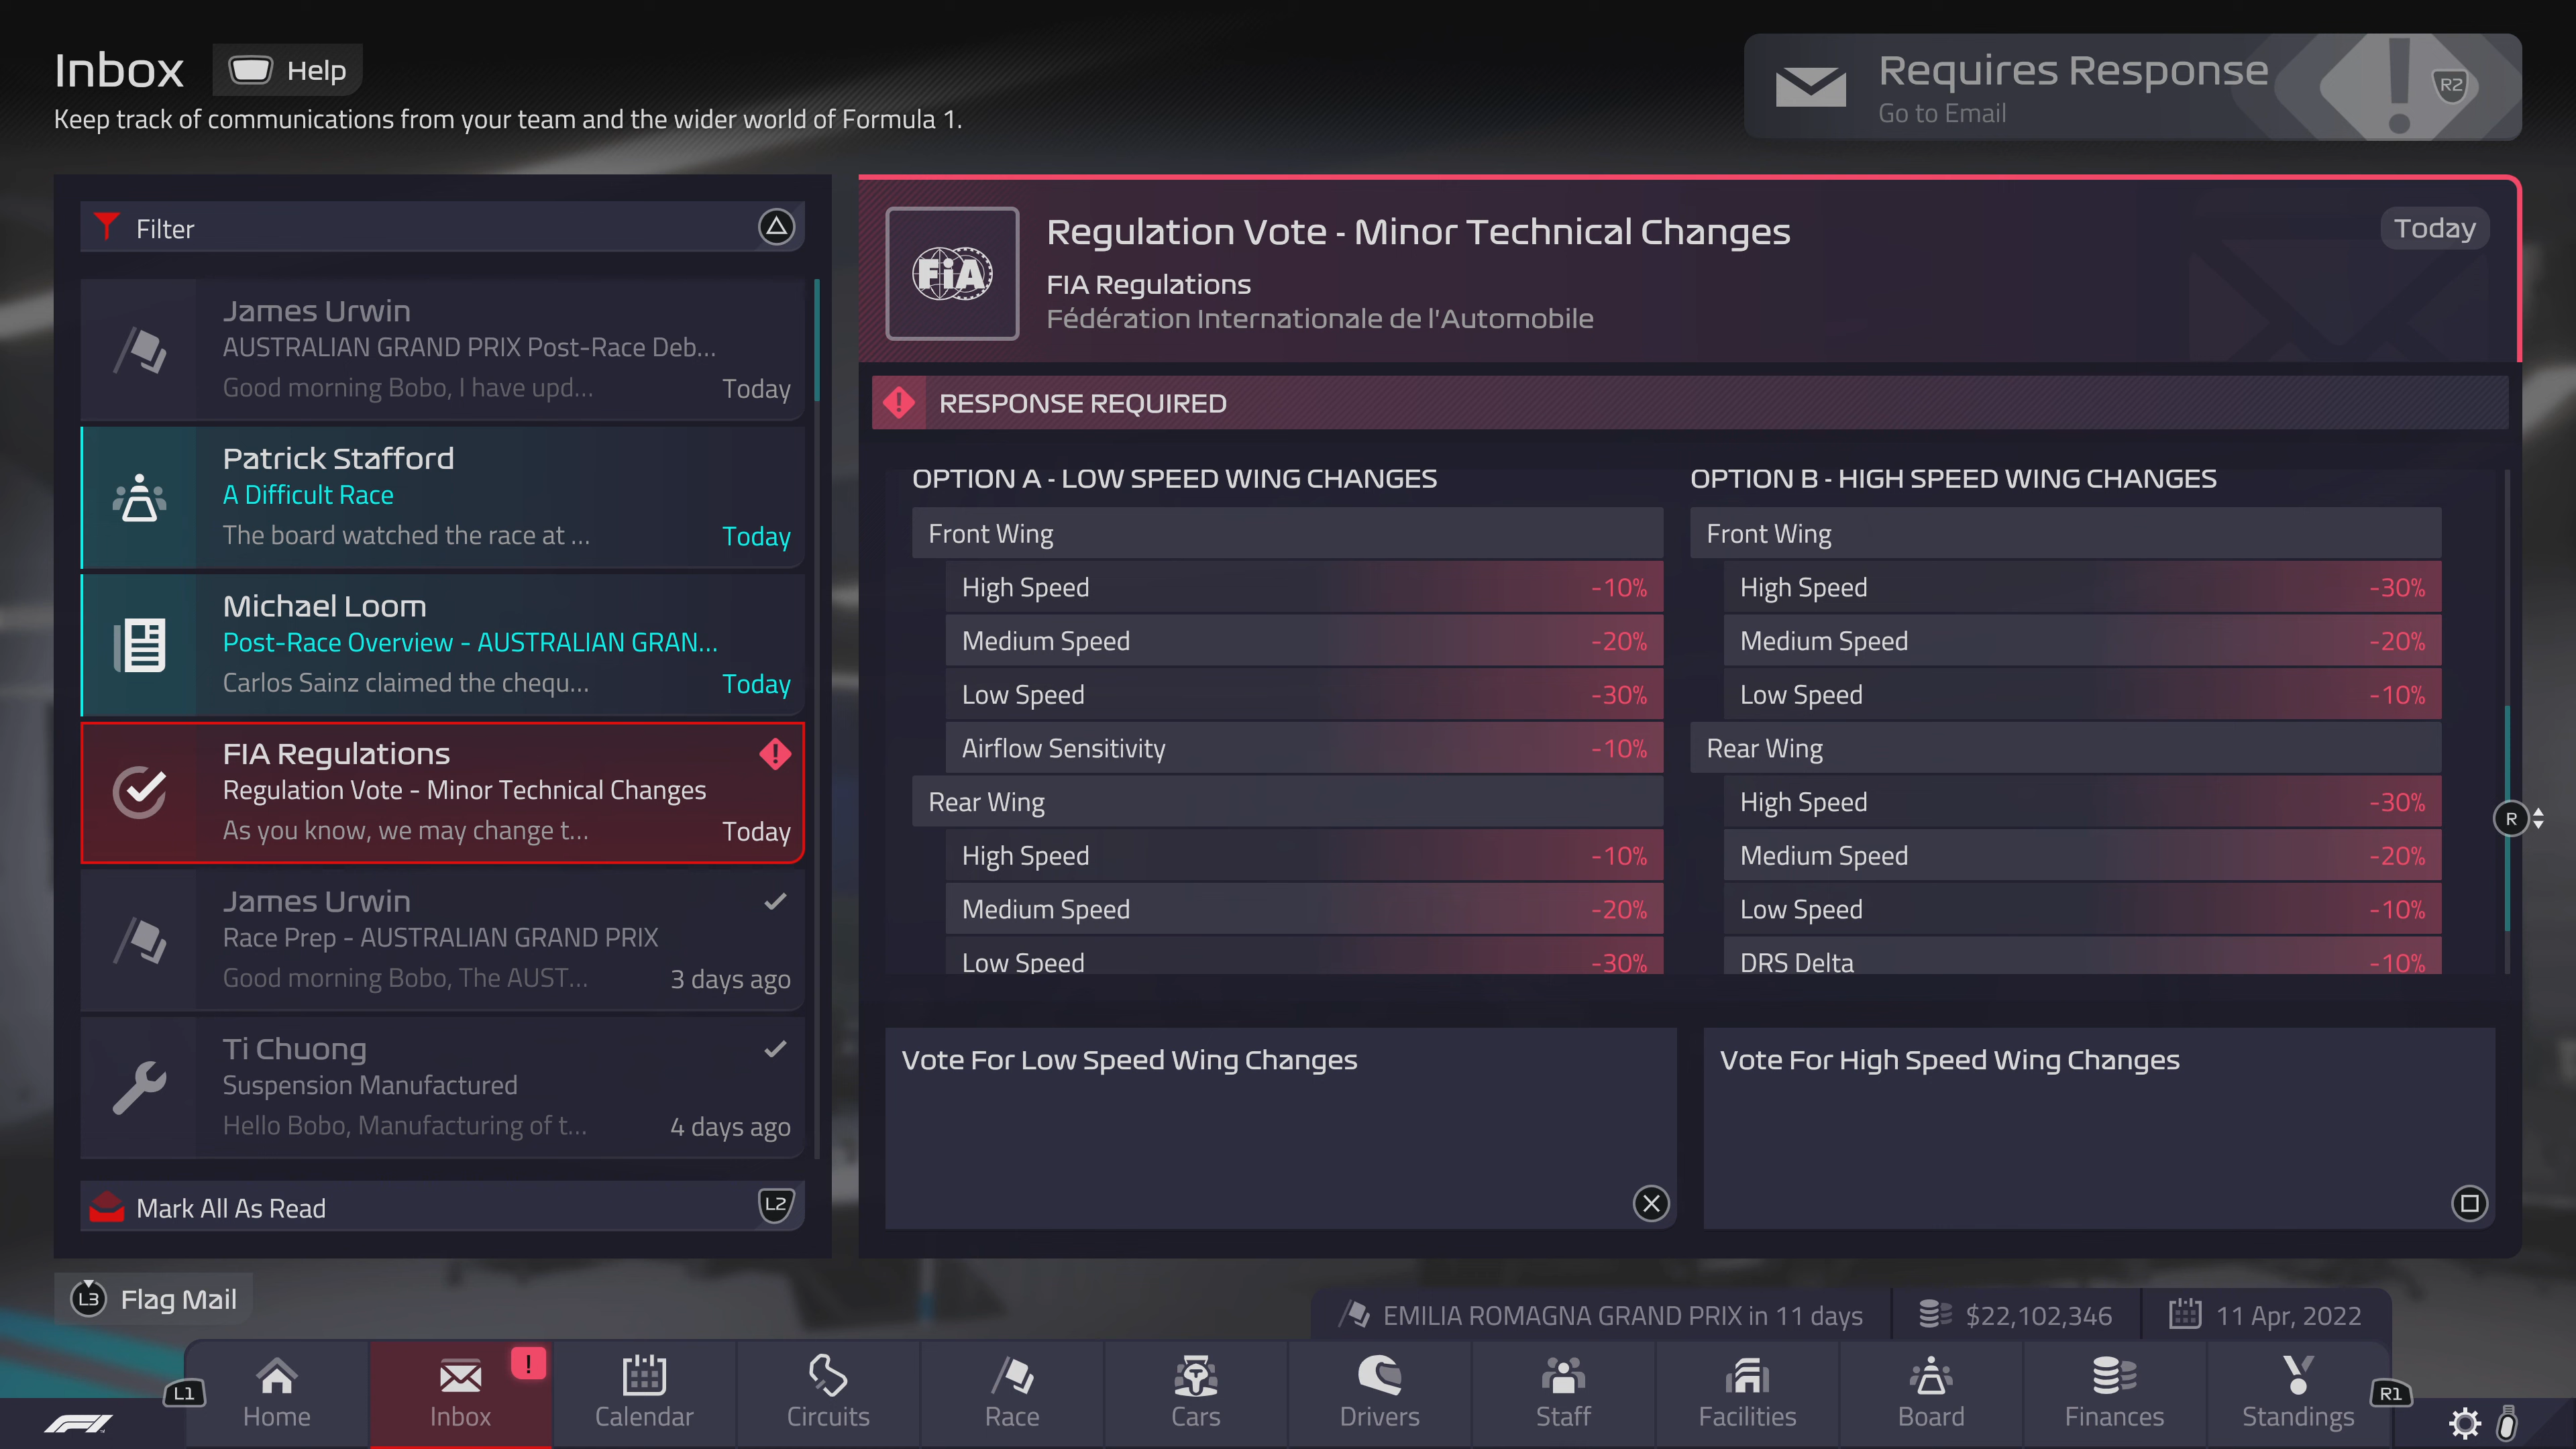 Inbox
Help
Keep track of communications from your team and the wider world of Formula 1.
Requires Response
Go to Email
R2
Filter
James Urwin
AUSTRALIAN GRAND PRIX Post-Race Deb...
Good morning Bobo, I have upd...
Today
Patrick Stafford
A Difficult Race
The board watched the race at ...
Today
Michael Loom
Post-Race Overview - AUSTRALIAN GRAN...
Carlos Sainz claimed the chequ...
Today
FIA Regulations
Regulation Vote - Minor Technical Changes
As you know, we may change t...
Today
James Urwin
Race Prep - AUSTRALIAN GRAND PRIX
Good morning Bobo, The AUST...
3 days ago
Ti Chuong
Suspension Manufactured
Hello Bobo, Manufacturing of t...
4 days ago
Mark All As Read
L2
FiA
Regulation Vote - Minor Technical Changes
FIA Regulations
Fédération Internationale de l'Automobile
Today
RESPONSE REQUIRED
OPTION A - LOW SPEED WING CHANGES
Front Wing
High Speed -10%
Medium Speed -20%
Low Speed -30%
Airflow Sensitivity -10%
Rear Wing
High Speed -10%
Medium Speed -20%
Low Speed -30%
OPTION B - HIGH SPEED WING CHANGES
Front Wing
High Speed -30%
Medium Speed -20%
Low Speed -10%
Rear Wing
High Speed -30%
Medium Speed -20%
Low Speed -10%
DRS Delta -10%
R
Vote For Low Speed Wing Changes
Vote For High Speed Wing Changes
L3
Flag Mail
EMILIA ROMAGNA GRAND PRIX in 11 days
$22,102,346
11 Apr, 2022
L1
Home
Inbox
Calendar
Circuits
Race
Cars
Drivers
Staff
Facilities
Board
Finances
Standings
R1
F1